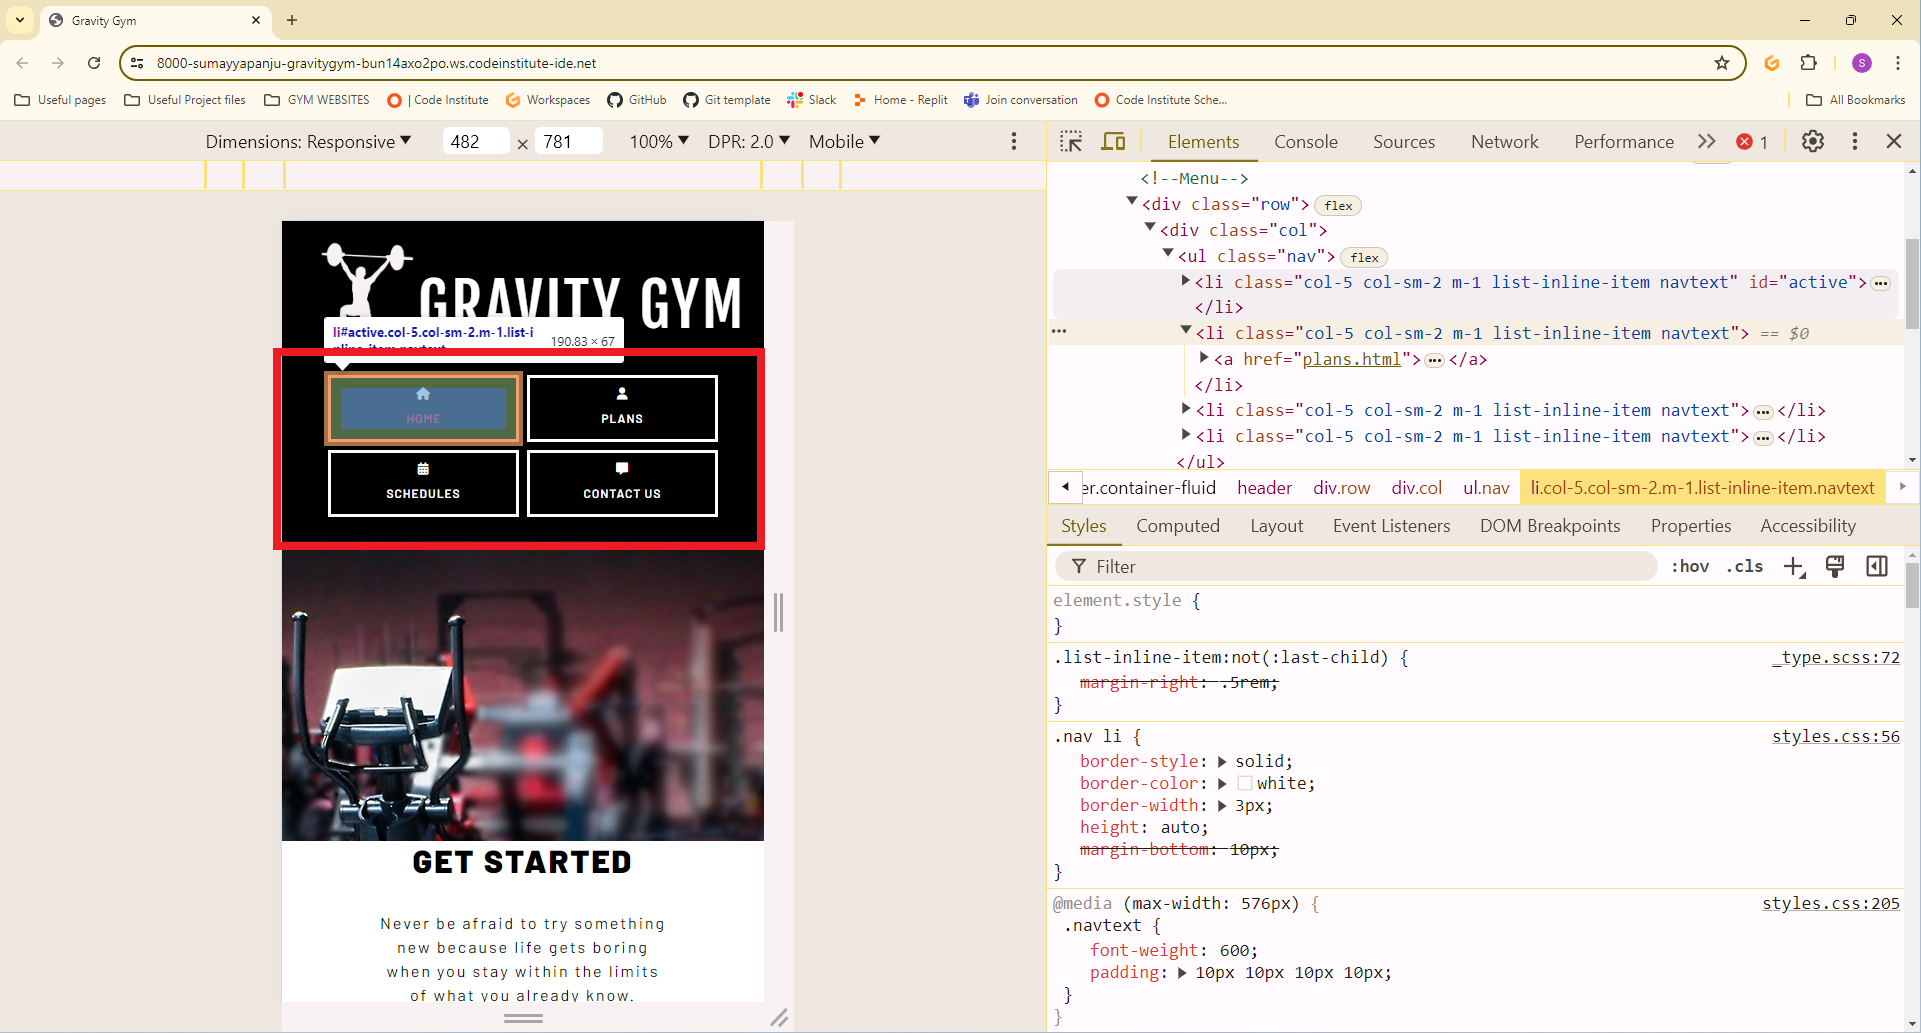 Gravity Gym
8000-sumayyapanju-gravitygym-bun14axo2po.ws.codeinstitute-ide.net
S
Useful pages
Useful Project files
GYM WEBSITES
| Code Institute
Workspaces
GitHub
Git template
Slack
Home - Replit
Join conversation
Code Institute Sche...
All Bookmarks
Dimensions: Responsive
482
×
781
100%
DPR: 2.0
Mobile
GRAVITY GYM
li#active.col-5.col-sm-2.m-1.list-i
190.83 × 67
HOME
PLANS
SCHEDULES
CONTACT US
GET STARTED
Never be afraid to try something
new because life gets boring
when you stay within the limits
of what you already know.
Elements
Console
Sources
Network
Performance
1
<!--Menu-->
<div class="row"> flex
<div class="col">
<ul class="nav"> flex
<li class="col-5 col-sm-2 m-1 list-inline-item navtext" id="active"> ...
</li>
... <li class="col-5 col-sm-2 m-1 list-inline-item navtext"> == $0
<a href="plans.html"> ... </a>
</li>
<li class="col-5 col-sm-2 m-1 list-inline-item navtext"> ... </li>
<li class="col-5 col-sm-2 m-1 list-inline-item navtext"> ... </li>
</ul>
er.container-fluid
header
div.row
div.col
ul.nav
li.col-5.col-sm-2.m-1.list-inline-item.navtext
Styles
Computed
Layout
Event Listeners
DOM Breakpoints
Properties
Accessibility
Filter
:hov
.cls
element.style {
}
.list-inline-item:not(:last-child) {
_type.scss:72
margin-right: .5rem;
}
.nav li {
styles.css:56
border-style: solid;
border-color: white;
border-width: 3px;
height: auto;
margin-bottom: 10px;
}
@media (max-width: 576px) {
styles.css:205
.navtext {
font-weight: 600;
padding: 10px 10px 10px 10px;
}
}